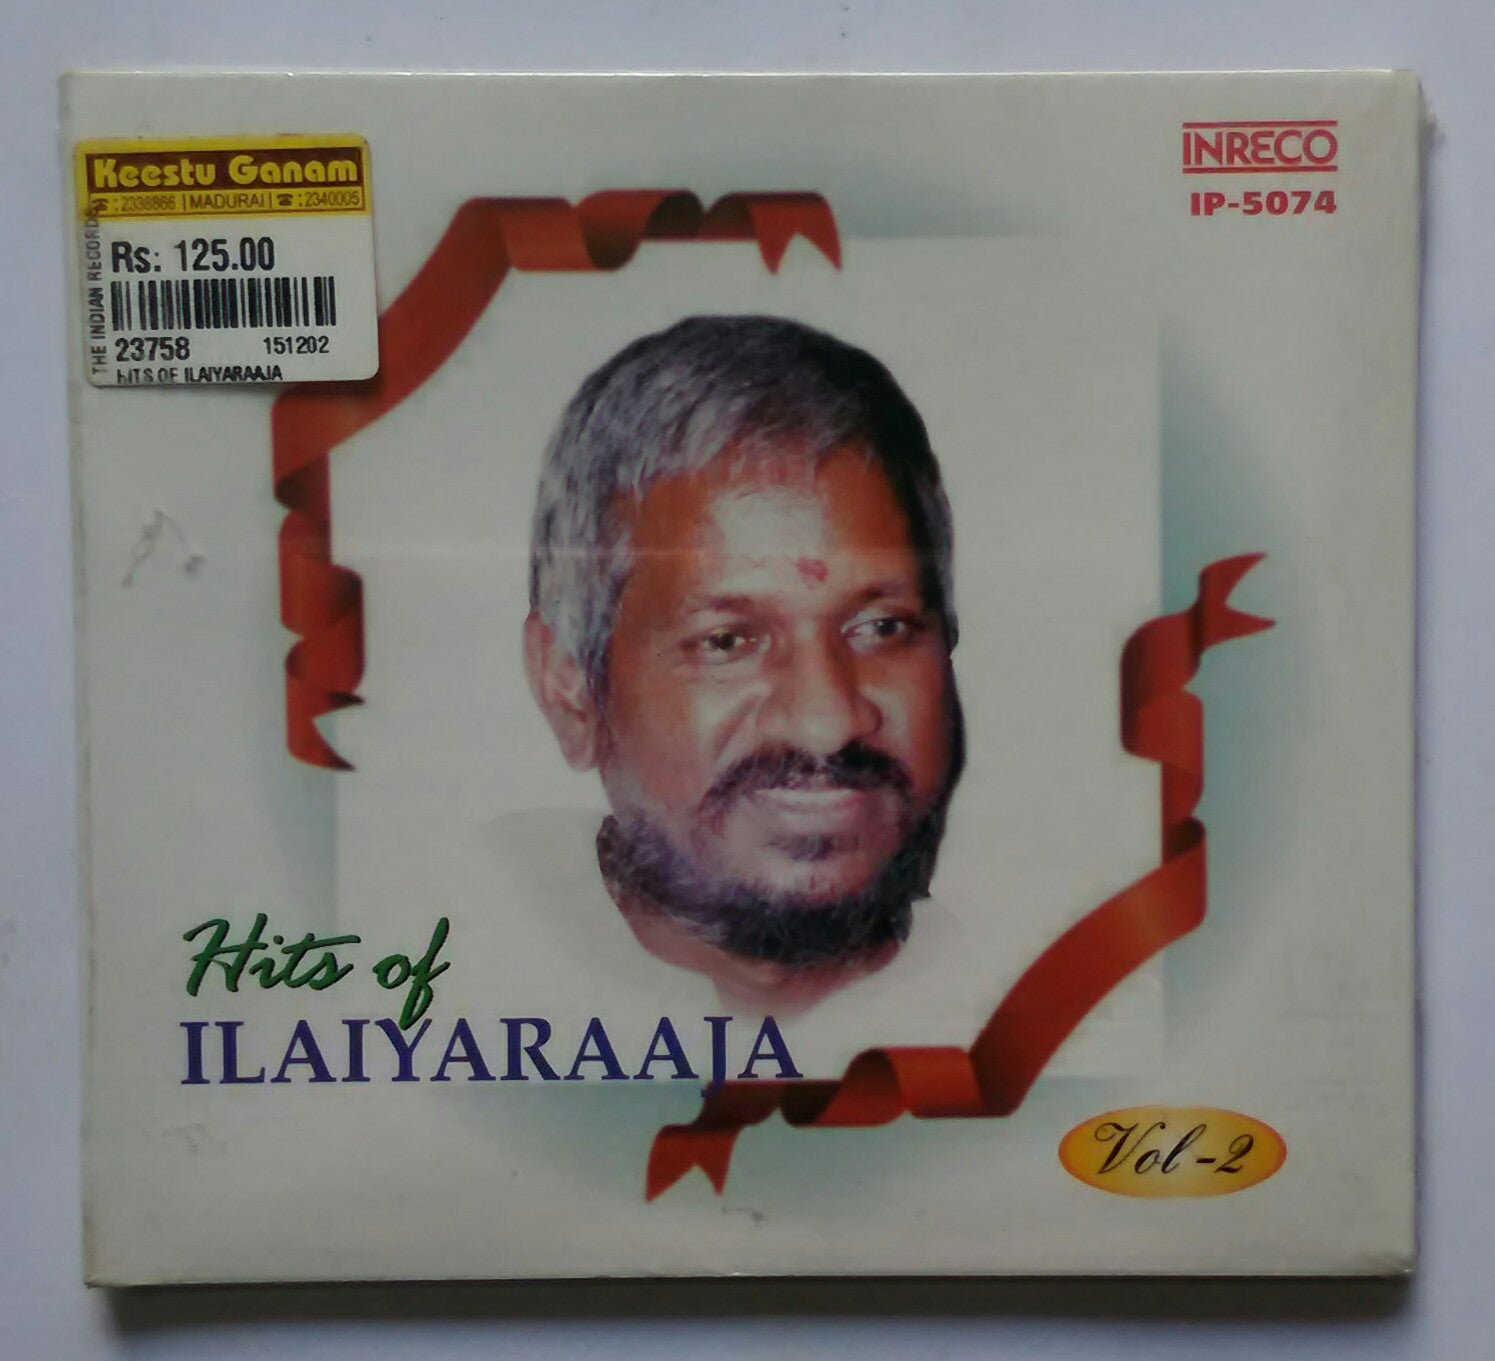 Keestu Ganam
☎ :2338866 | MADURAI | ☎ :2340005
THE INDIAN RECORDS
Rs: 125.00
23758 151202
HITS OF ILAIYARAAJA
INRECO
IP-5074
Hits of
ILAIYARAAJA
Vol-2